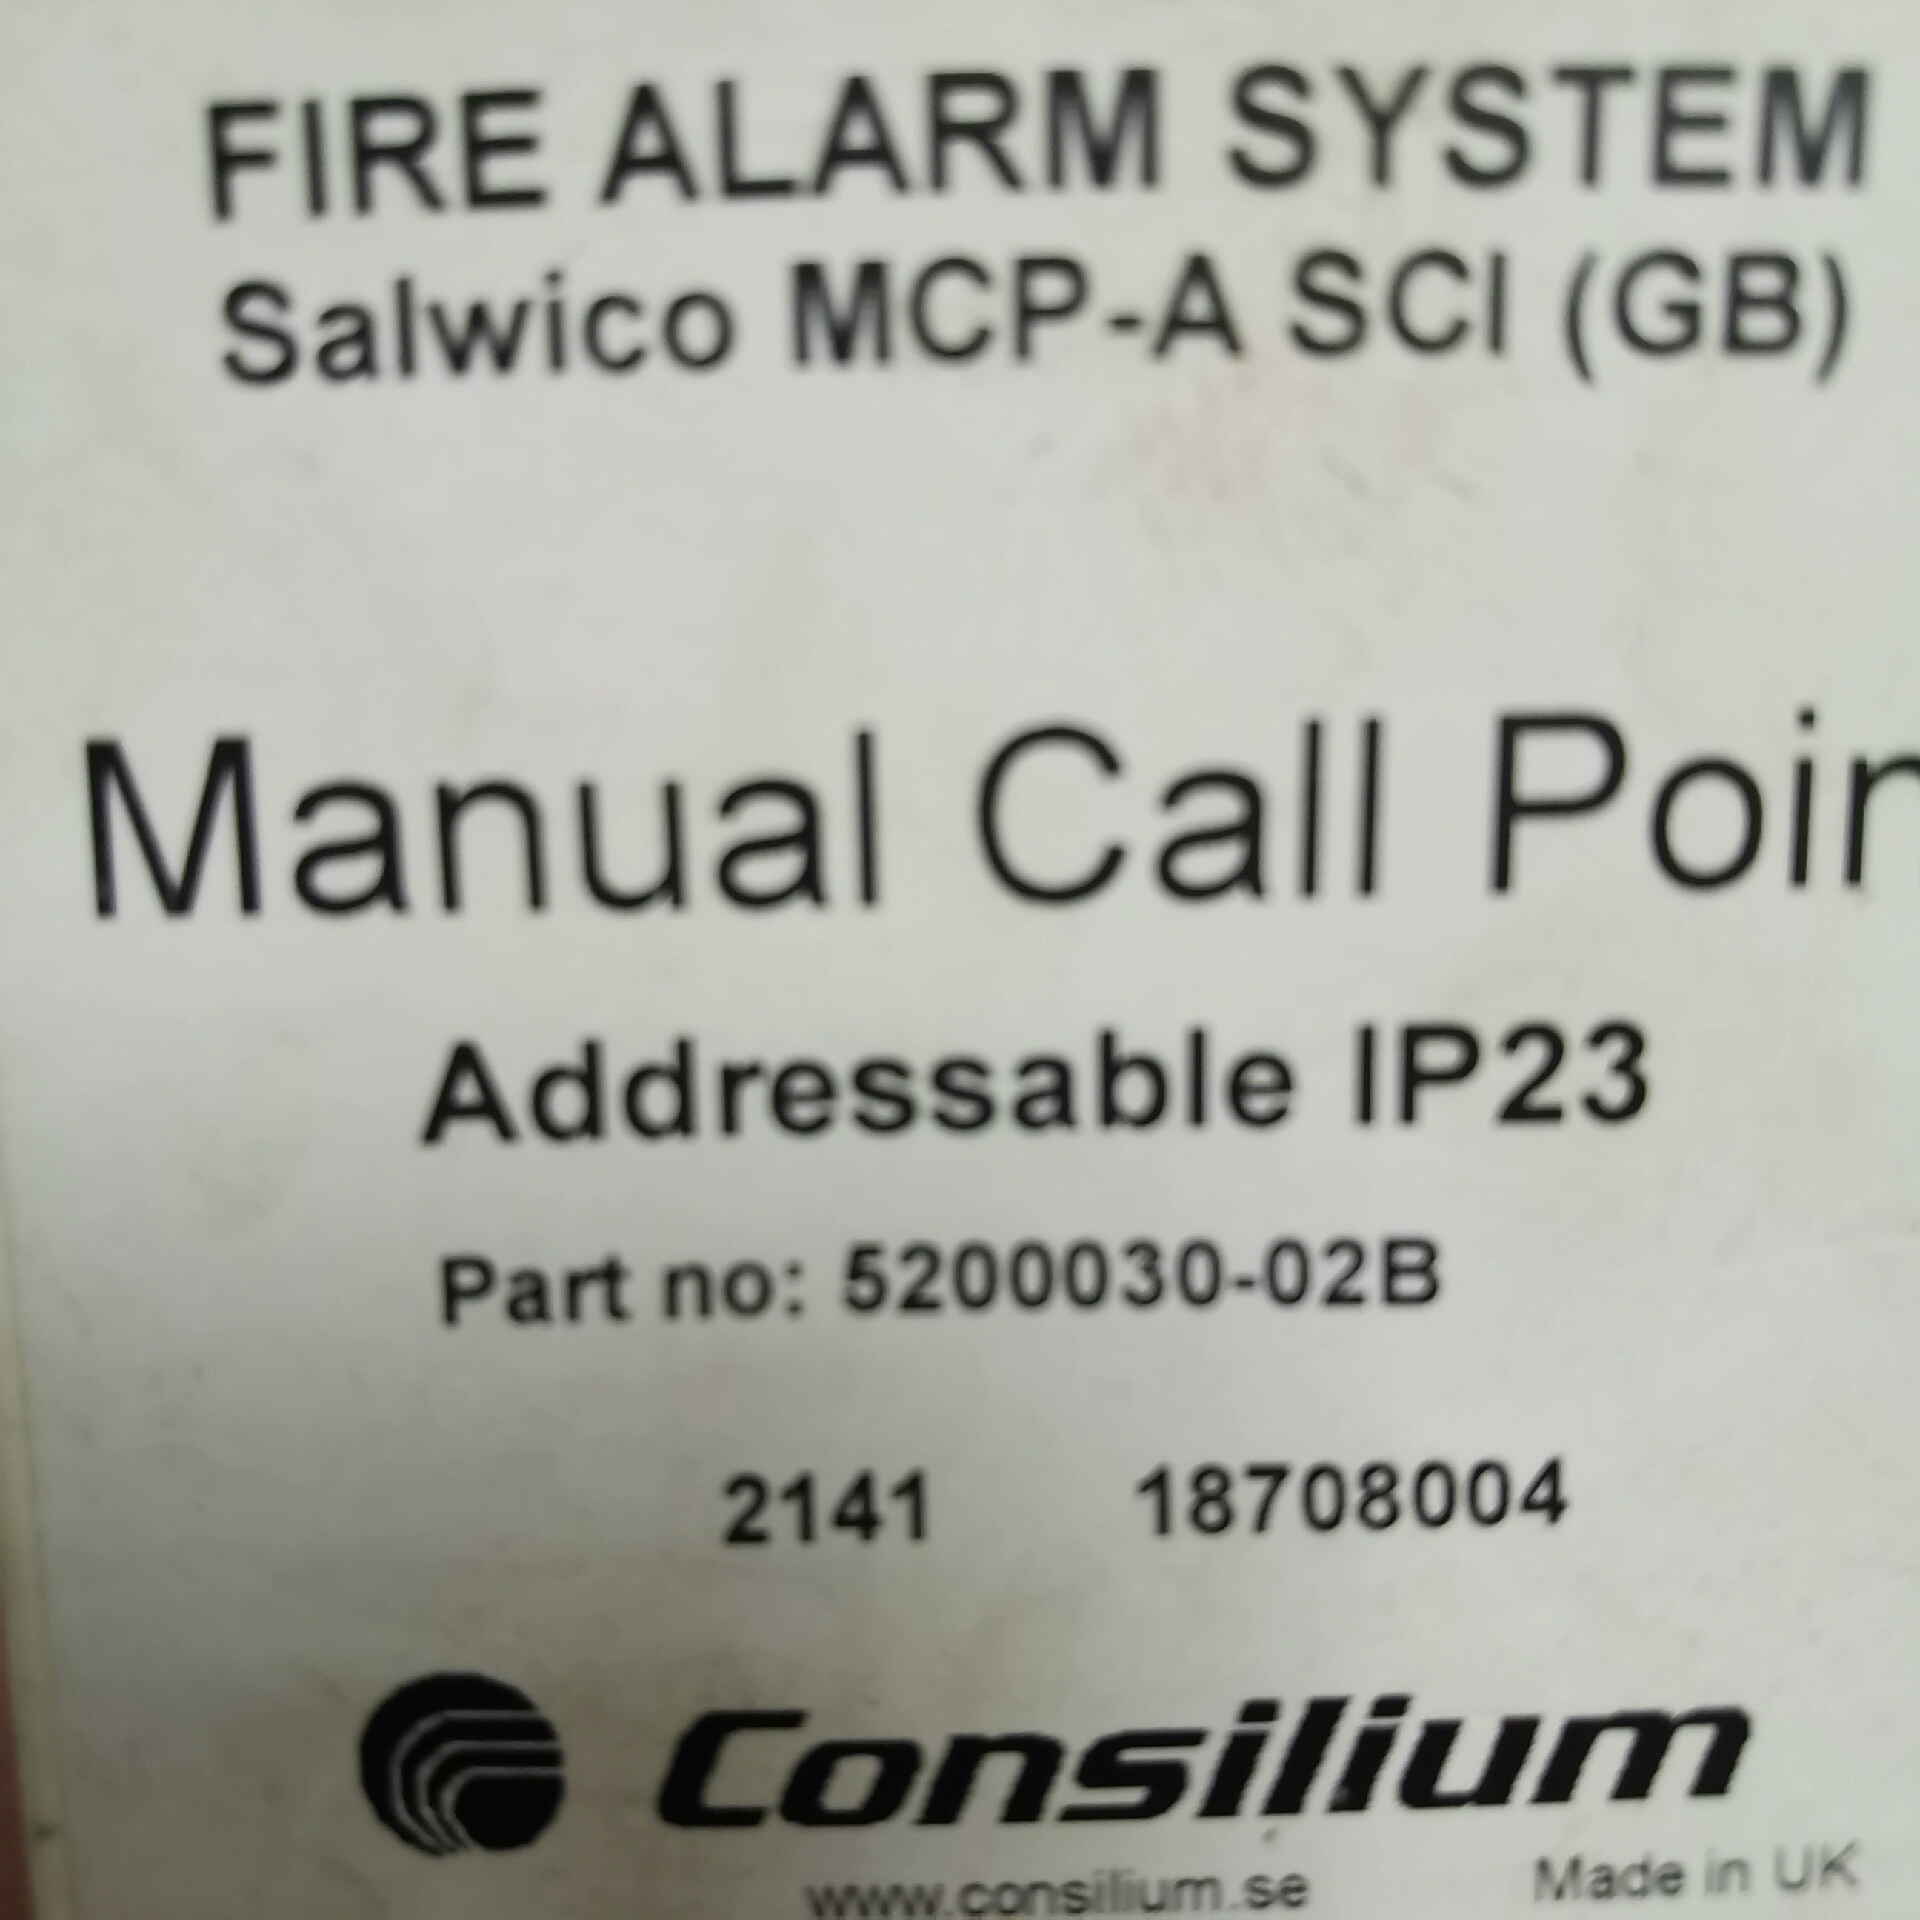 FIRE ALARM SYSTEM
Salwico MCP-A SCI (GB)
Manual Call Poin
Addressable IP23
Part no: 5200030-02B
2141 18708004
Consilium
www.consilium.se Made in UK